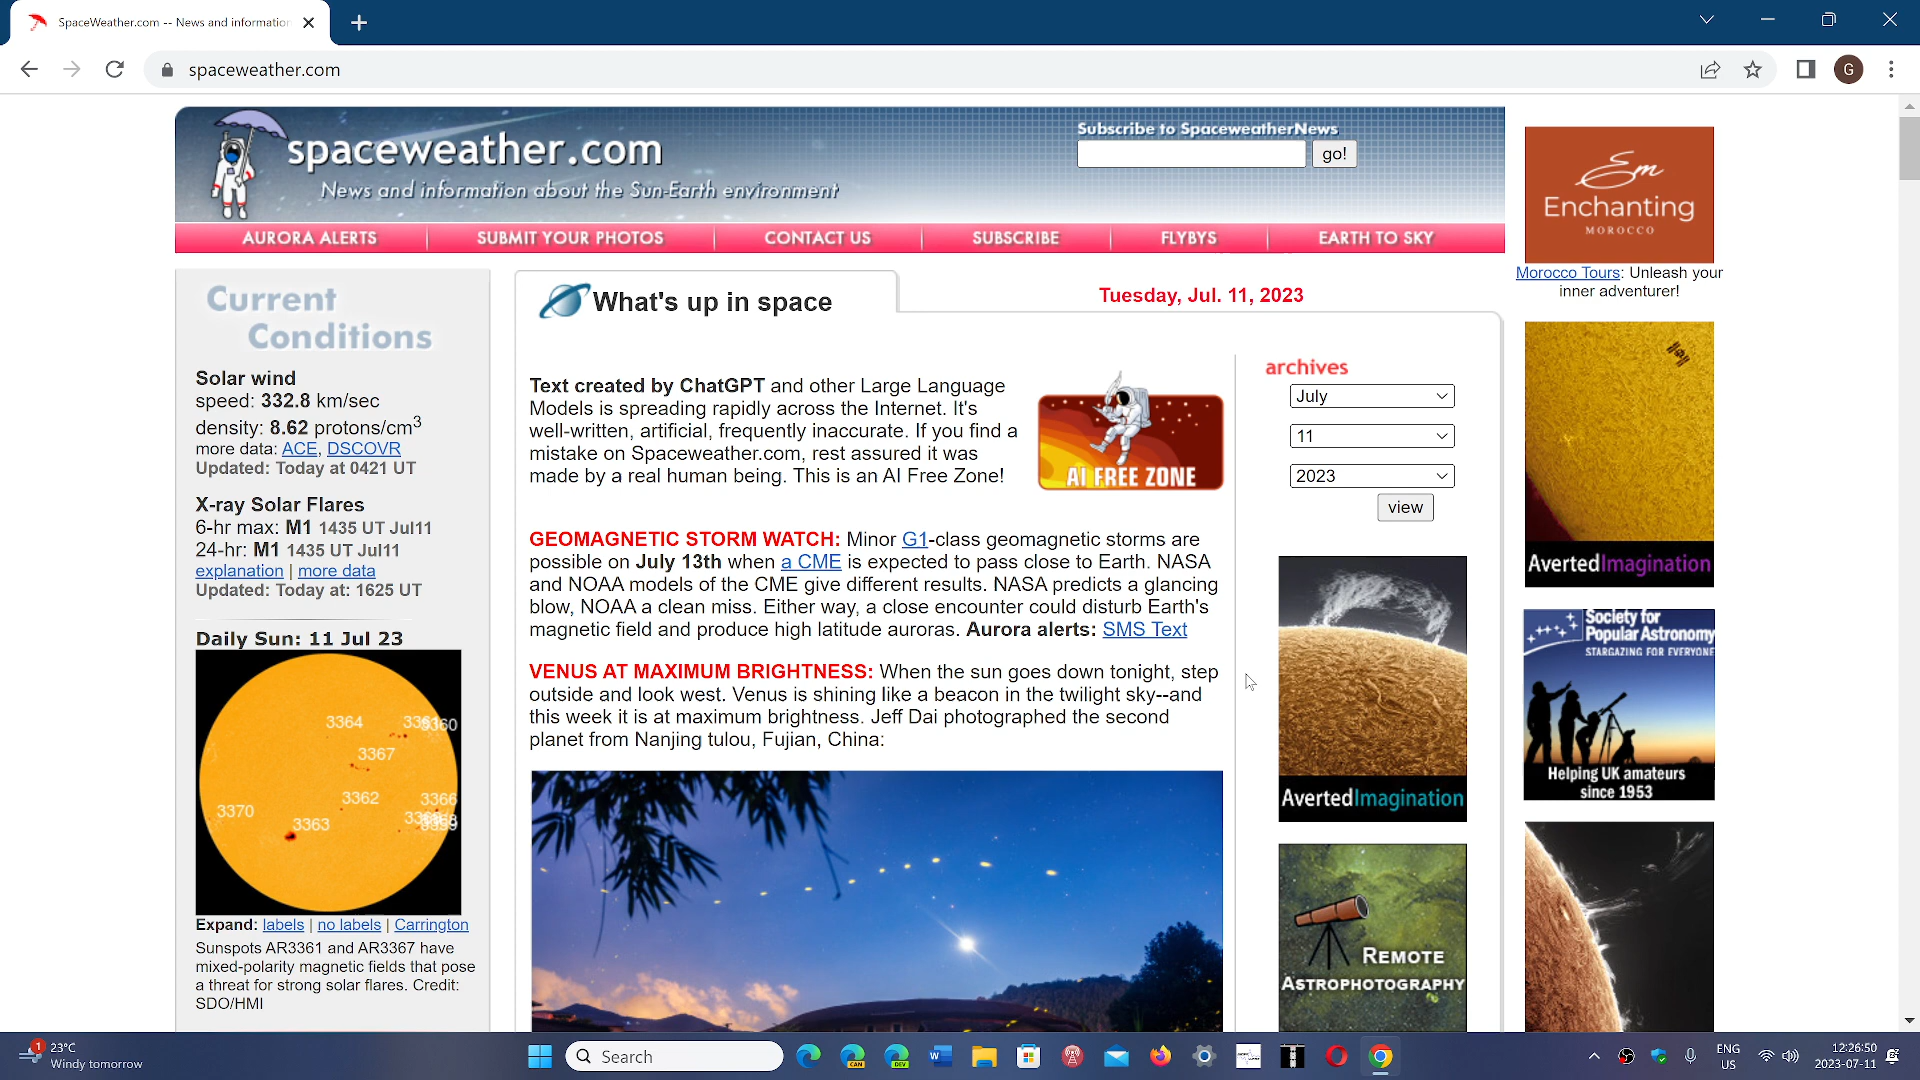 SpaceWeather.com -- News and information
spaceweather.com
G
spaceweather.com
News and information about the Sun-Earth environment
Subscribe to SpaceweatherNews
go!
AURORA ALERTS
SUBMIT YOUR PHOTOS
CONTACT US
SUBSCRIBE
FLYBYS
EARTH TO SKY
Current
Conditions
Solar wind
speed: 332.8 km/sec
density: 8.62 protons/cm3
more data: ACE, DSCOVR
Updated: Today at 0421 UT
X-ray Solar Flares
6-hr max: M1 1435 UT Jul11
24-hr: M1 1435 UT Jul11
explanation | more data
Updated: Today at: 1625 UT
Daily Sun: 11 Jul 23
3364
3360
3367
3362
3366
3370
3363
Expand: labels | no labels | Carrington
Sunspots AR3361 and AR3367 have
mixed-polarity magnetic fields that pose
a threat for strong solar flares. Credit:
SDO/HMI
What's up in space
Tuesday, Jul. 11, 2023
Text created by ChatGPT and other Large Language
Models is spreading rapidly across the Internet. It's
well-written, artificial, frequently inaccurate. If you find a
mistake on Spaceweather.com, rest assured it was
made by a real human being. This is an AI Free Zone!
AI FREE ZONE
GEOMAGNETIC STORM WATCH: Minor G1-class geomagnetic storms are
possible on July 13th when a CME is expected to pass close to Earth. NASA
and NOAA models of the CME give different results. NASA predicts a glancing
blow, NOAA a clean miss. Either way, a close encounter could disturb Earth's
magnetic field and produce high latitude auroras. Aurora alerts: SMS Text
VENUS AT MAXIMUM BRIGHTNESS: When the sun goes down tonight, step
outside and look west. Venus is shining like a beacon in the twilight sky--and
this week it is at maximum brightness. Jeff Dai photographed the second
planet from Nanjing tulou, Fujian, China:
archives
July
11
2023
view
AvertedImagination
REMOTE
ASTROPHOTOGRAPHY
Em
Enchanting
MOROCCO
Morocco Tours: Unleash your
inner adventurer!
AvertedImagination
Society for
Popular Astronomy
STARGAZING FOR EVERYONE
Helping UK amateurs
since 1953
1
23°C
Windy tomorrow
Search
CAN
DEV
ENG
US
12:26:50
2023-07-11